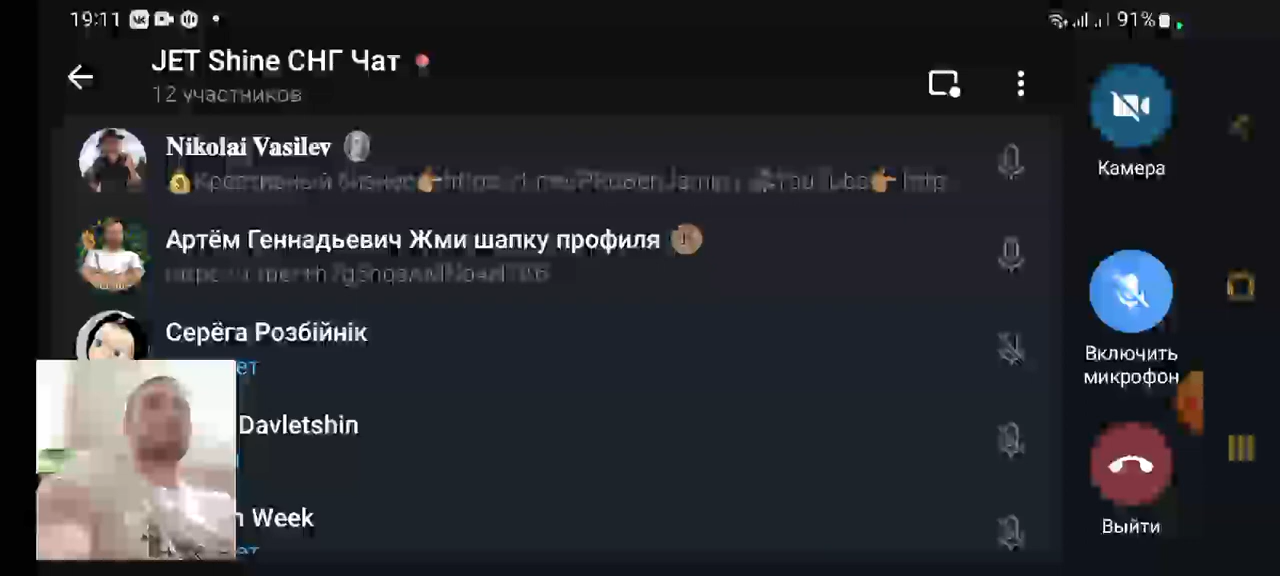 19:11
91%
JET Shine СНГ Чат
12 участников
Nikolai Vasilev
Камера
Артём Геннадьевич Жми шапку профиля
Серёга Розбійнік
Включить
микрофон
Davletshin
Week
Выйти